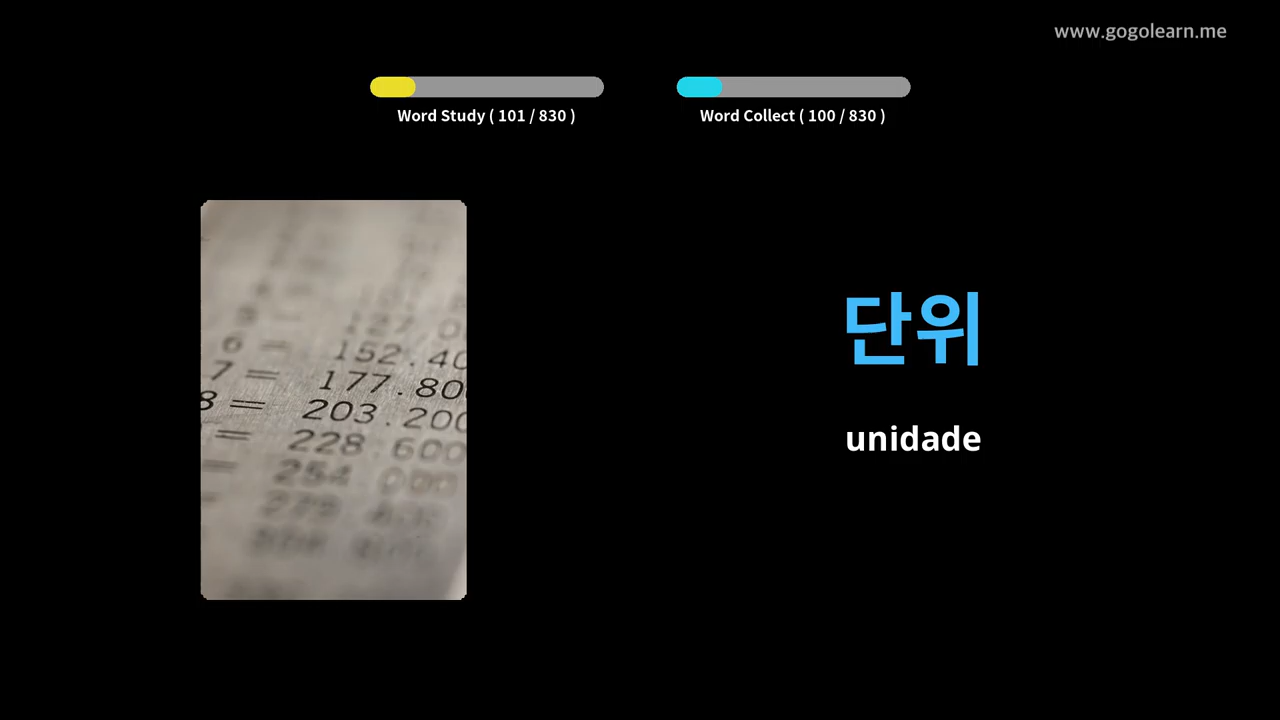 www.gogolearn.me
Word Study ( 101 / 830 )
Word Collect ( 100 / 830 )
6 = 152.40
7 = 177.80
8 = 203.200
= 228.600
단위
unidade